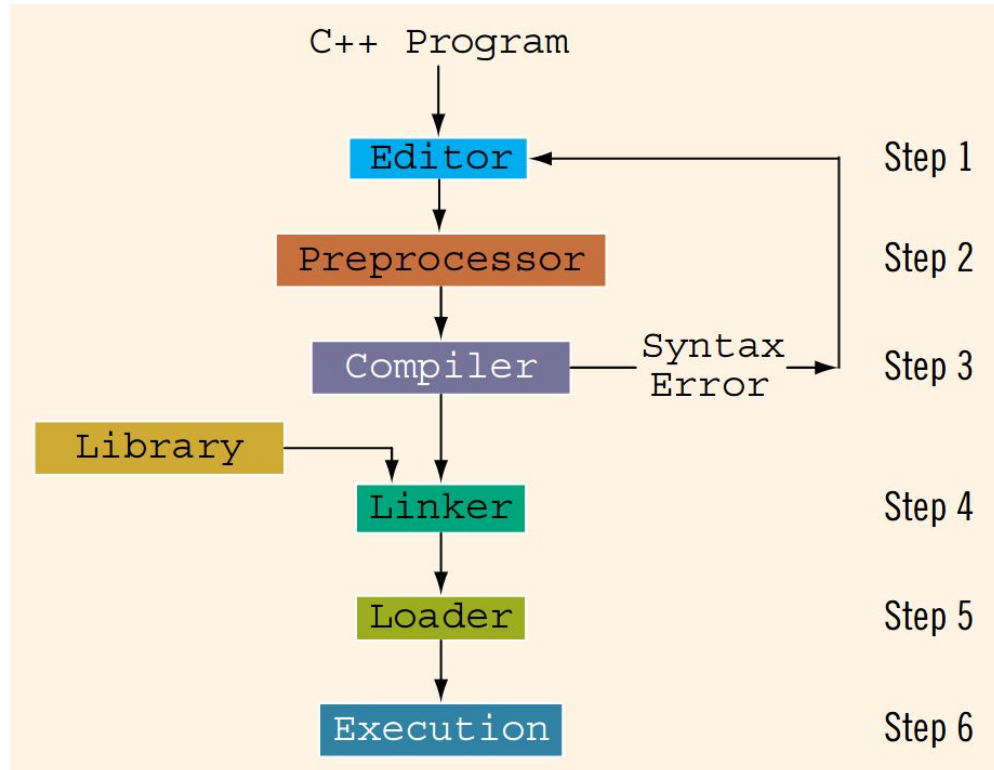 C++ Program
Editor
Step 1
Preprocessor
Step 2
Compiler
Syntax
Error
Step 3
Library
Linker
Step 4
Loader
Step 5
Execution
Step 6